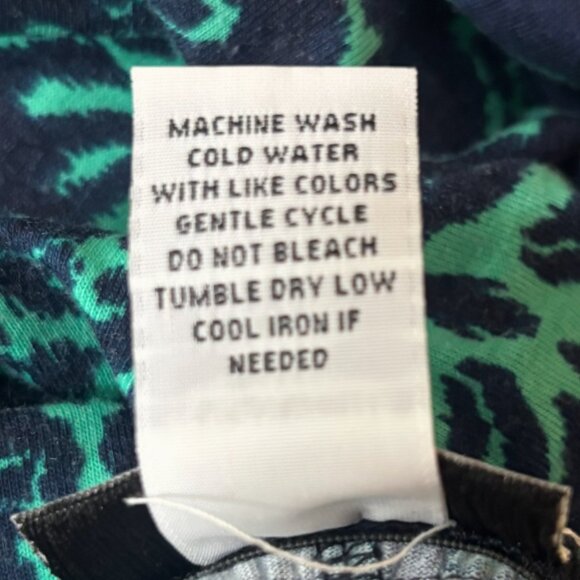 MACHINE WASH
COLD WATER
WITH LIKE COLORS
GENTLE CYCLE
DO NOT BLEACH
TUMBLE DRY LOW
COOL IRON IF
NEEDED